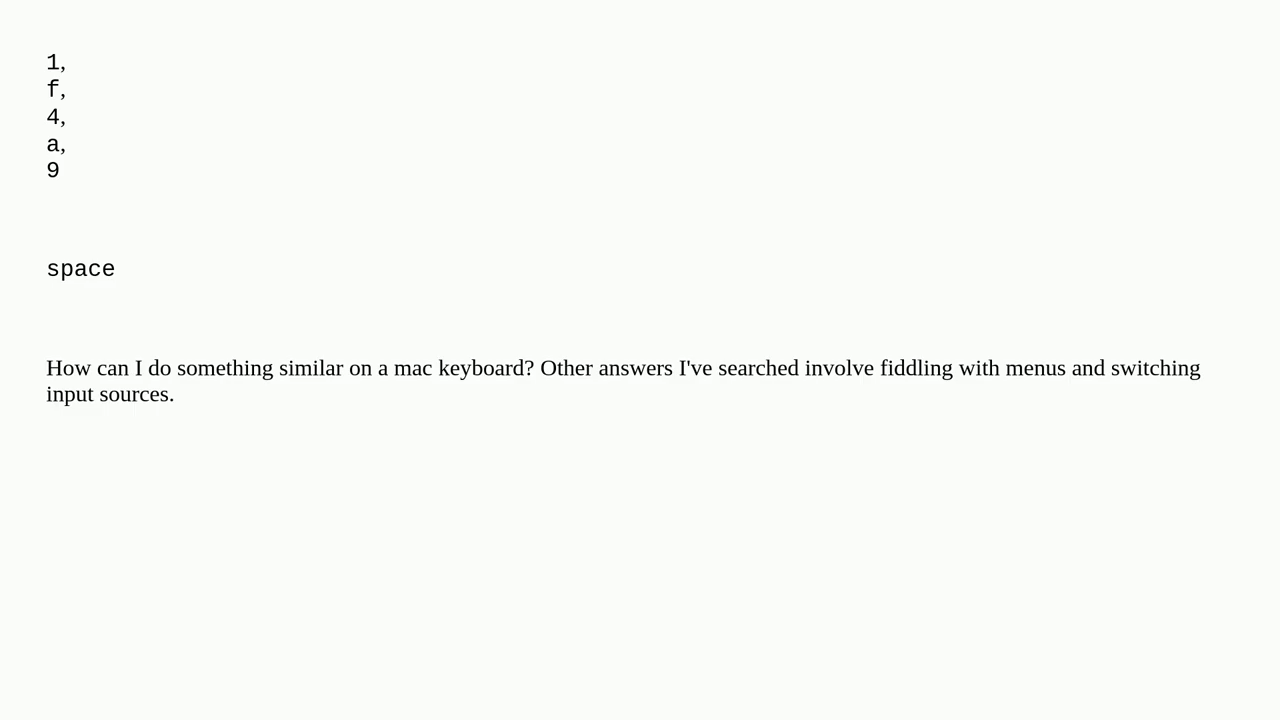 1,
f,
4,
a,
9
space
How can I do something similar on a mac keyboard? Other answers I've searched involve fiddling with menus and switching
input sources.